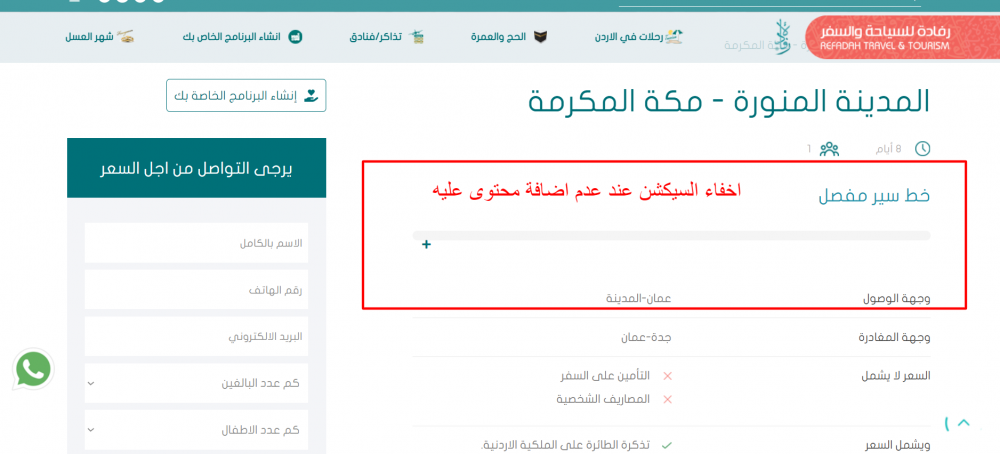 رفادة للسياحة والسفر
REFADAH TRAVEL & TOURISM
رحلات في الاردن
الحج والعمرة
تذاكر/فنادق
انشاء البرنامج الخاص بك
شهر العسل
المدينة المنورة - مكة المكرمة
8 أيام
1
خط سير مفصل
اخفاء السيكشن عند عدم اضافة محتوى عليه
+
وجهة الوصول
عمان-المدينة
وجهة المغادرة
جدة-عمان
السعر لا يشمل
التأمين على السفر
المصاريف الشخصية
ويشمل السعر
تذكرة الطائرة على الملكية الاردنية.
إنشاء البرنامج الخاصة بك
يرجى التواصل من اجل السعر
الاسم بالكامل
رقم الهاتف
البريد الالكتروني
كم عدد البالغين
كم عدد الاطفال